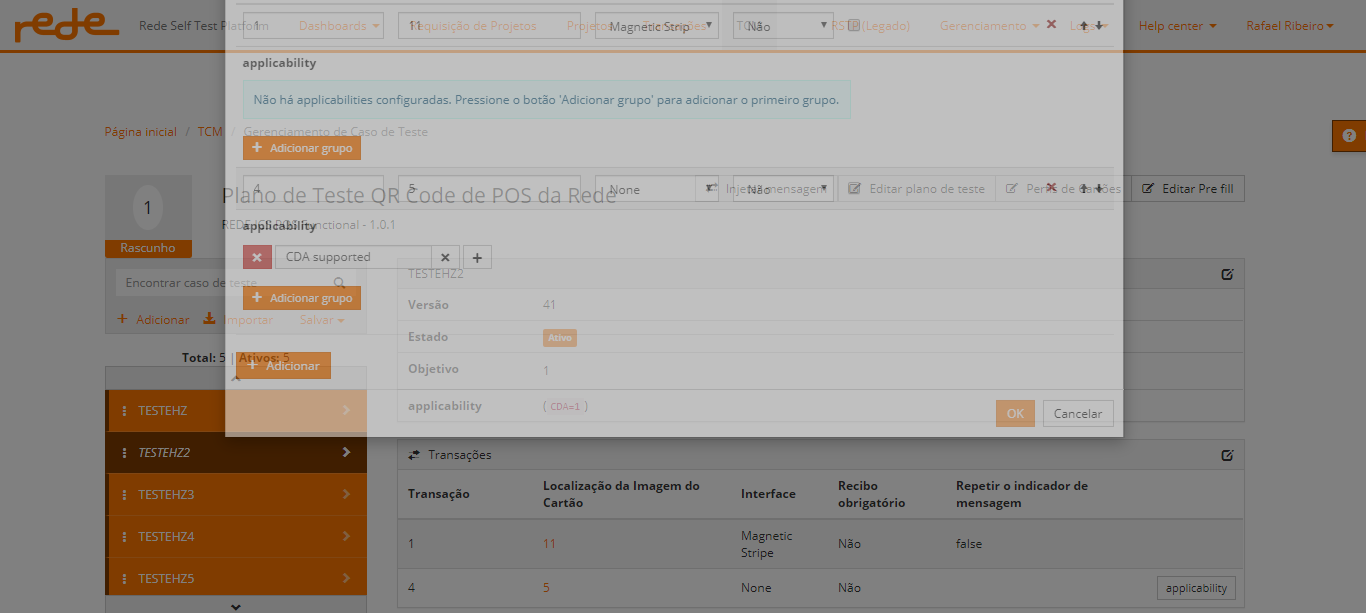 rede
Rede Self Test Platform Dashboards Requisição de Projetos Projetos Transações TCM RSTP (Legado) Gerenciamento Logs Help center Rafael Ribeiro
1 11 Magnetic Strip Não
applicability
Não há applicabilities configuradas. Pressione o botão 'Adicionar grupo' para adicionar o primeiro grupo.
Página inicial / TCM / Gerenciamento de Caso de Teste
Adicionar grupo
4 5 None Não
Injetar mensagem Editar plano de teste Perfis de Cartões Editar Pre fill
1
Rascunho
Plano de Teste QR Code de POS da Rede
Functional - 1.0.1
applicability
CDA supported
Adicionar grupo
Encontrar caso de teste
Adicionar Importar Salvar
Total: 5 | Ativos: 5
Adicionar
TESTEHZ
TESTEHZ2
TESTEHZ3
TESTEHZ4
TESTEHZ5
TESTEHZ2
Versão 41
Estado Ativo
Objetivo 1
applicability ( CDA=1 )
OK Cancelar
Transações
Transação Localização da Imagem do Cartão Interface Recibo obrigatório Repetir o indicador de mensagem
1 11 Magnetic Stripe Não false
4 5 None Não applicability